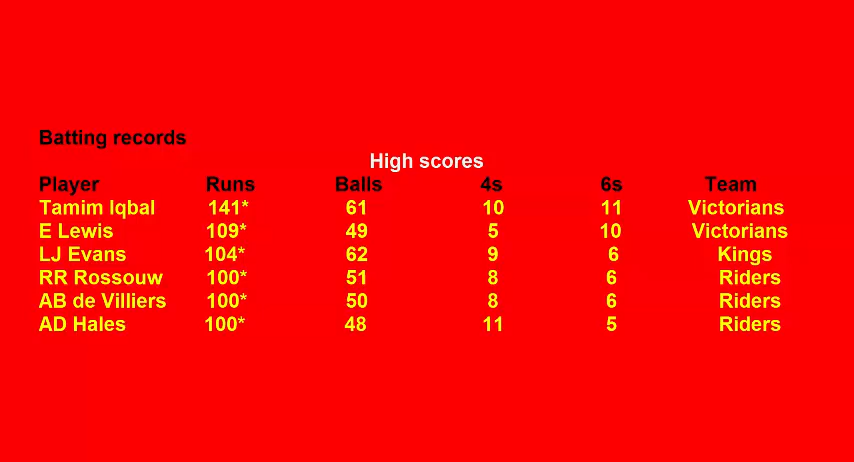 Batting records
High scores
Player Runs Balls 4s 6s Team
Tamim Iqbal 141* 61 10 11 Victorians
E Lewis 109* 49 5 10 Victorians
LJ Evans 104* 62 9 6 Kings
RR Rossouw 100* 51 8 6 Riders
AB de Villiers 100* 50 8 6 Riders
AD Hales 100* 48 11 5 Riders